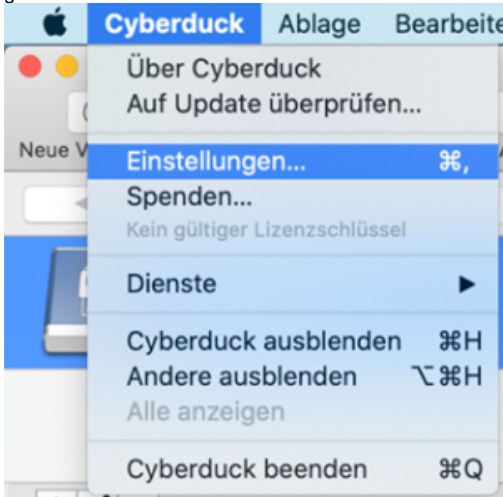 Cyberduck Ablage Bearbeite
Über Cyberduck
Auf Update überprüfen...
Neue V
Einstellungen... ⌘,
Spenden...
Kein gültiger Lizenzschlüssel
Dienste ▶
Cyberduck ausblenden ⌘H
Andere ausblenden ⌥⌘H
Alle anzeigen
Cyberduck beenden ⌘Q